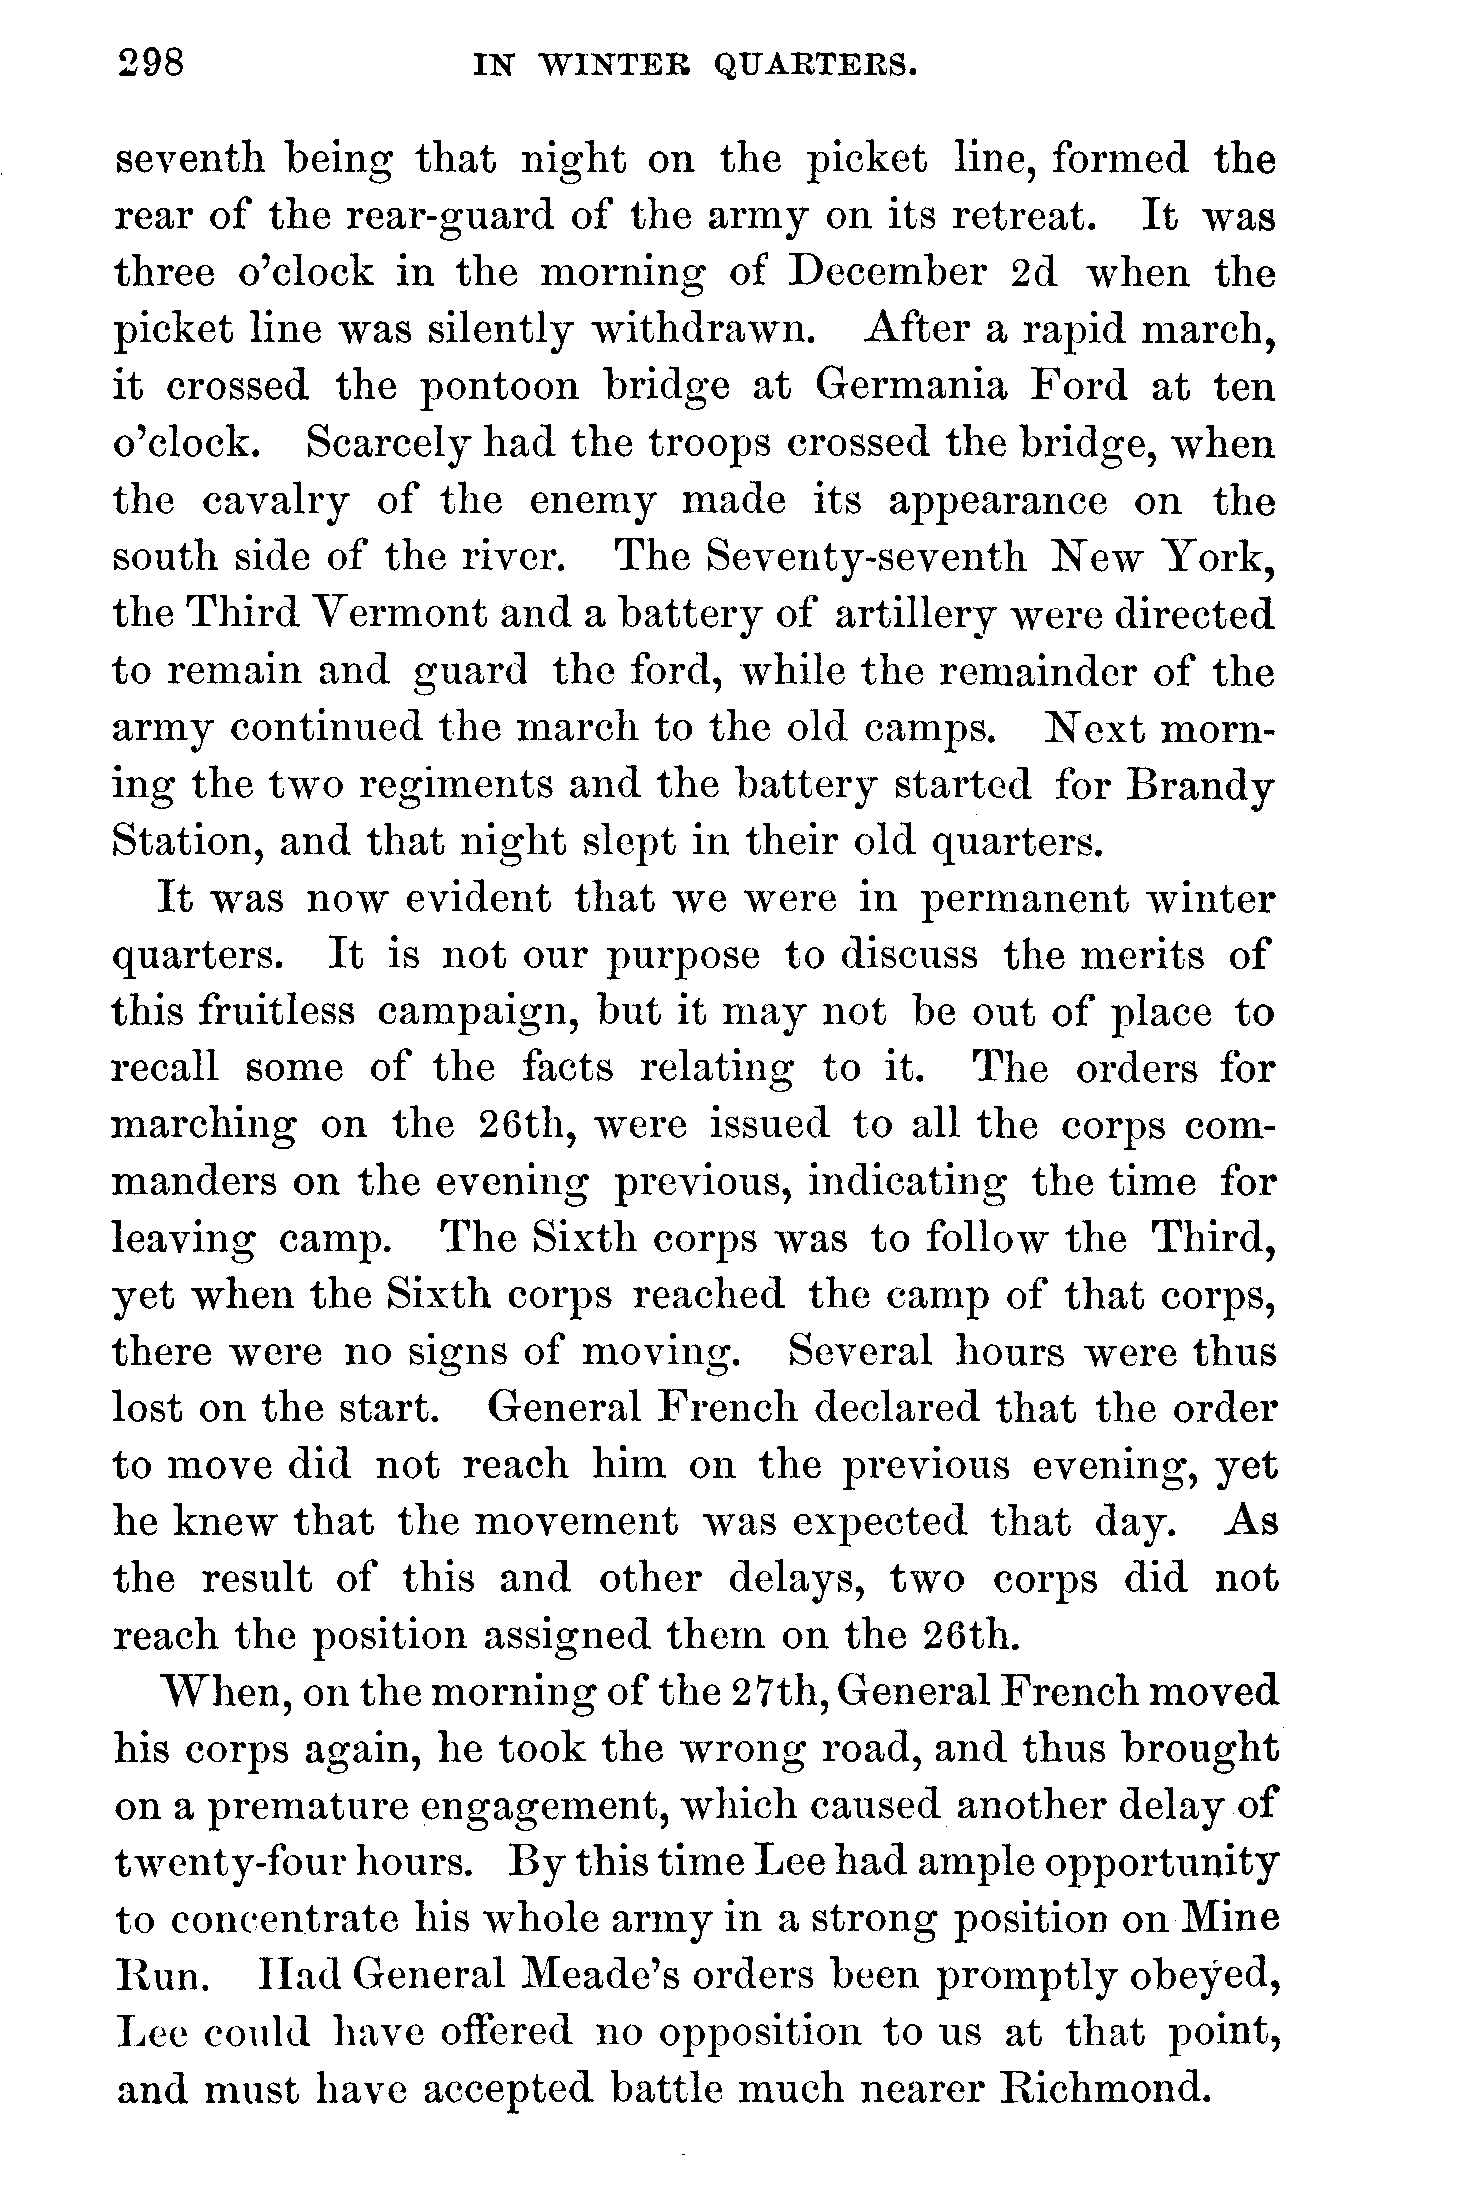 298 IN WINTER QUARTERS.
seventh being that night on the picket line, formed the
rear of the rear-guard of the army on its retreat. It was
three o'clock in the morning of December 2d when the
picket line was silently withdrawn. After a rapid march,
it crossed the pontoon bridge at Germania Ford at ten
o'clock. Scarcely had the troops crossed the bridge, when
the cavalry of the enemy made its appearance on the
south side of the river. The Seventy-seventh New York,
the Third Vermont and a battery of artillery were directed
to remain and guard the ford, while the remainder of the
army continued the march to the old camps. Next morn-
ing the two regiments and the battery started for Brandy
Station, and that night slept in their old quarters.
It was now evident that we were in permanent winter
quarters. It is not our purpose to discuss the merits of
this fruitless campaign, but it may not be out of place to
recall some of the facts relating to it. The orders for
marching on the 26th, were issued to all the corps com-
manders on the evening previous, indicating the time for
leaving camp. The Sixth corps was to follow the Third,
yet when the Sixth corps reached the camp of that corps,
there were no signs of moving. Several hours were thus
lost on the start. General French declared that the order
to move did not reach him on the previous evening, yet
he knew that the movement was expected that day. As
the result of this and other delays, two corps did not
reach the position assigned them on the 26th.
When, on the morning of the 27th, General French moved
his corps again, he took the wrong road, and thus brought
on a premature engagement, which caused another delay of
twenty-four hours. By this time Lee had ample opportunity
to concentrate his whole army in a strong position on Mine
Run. Had General Meade's orders been promptly obeyed,
Lee could have offered no opposition to us at that point,
and must have accepted battle much nearer Richmond.